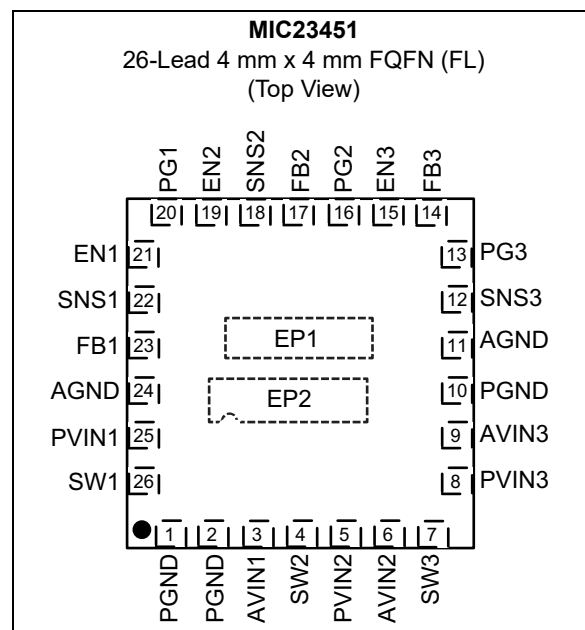 MIC23451
26-Lead 4 mm x 4 mm FQFN (FL)
(Top View)
PG1 EN2 SNS2 FB2 PG2 EN3 FB3
20 19 18 17 16 15 14
EN1 21 13 PG3
SNS1 22 12 SNS3
EP1
FB1 23 11 AGND
AGND 24 10 PGND
EP2
PVIN1 25 9 AVIN3
SW1 26 8 PVIN3
1 2 3 4 5 6 7
PGND PGND AVIN1 SW2 PVIN2 AVIN2 SW3